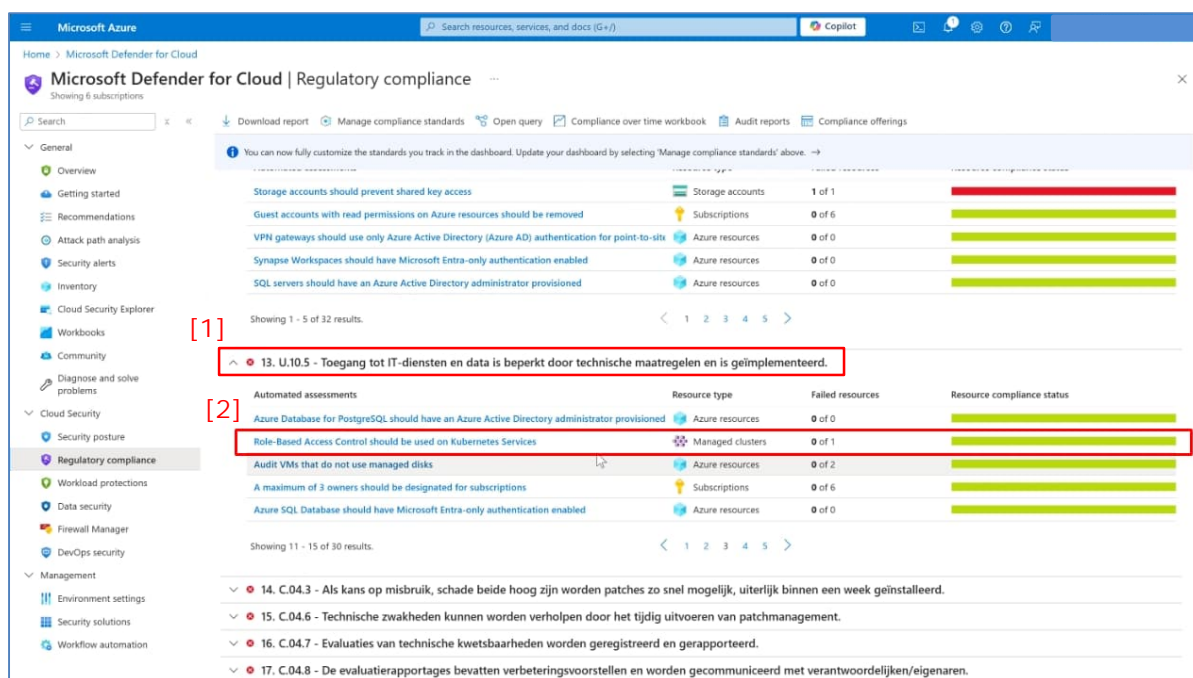 Microsoft Azure
Search resources, services, and docs (G+/)
Copilot
1
Home > Microsoft Defender for Cloud
Microsoft Defender for Cloud | Regulatory compliance ...
Showing 6 subscriptions
Search
Download report
Manage compliance standards
Open query
Compliance over time workbook
Audit reports
Compliance offerings
You can now fully customize the standards you track in the dashboard. Update your dashboard by selecting 'Manage compliance standards' above. →
General
Overview
Getting started
Recommendations
Attack path analysis
Security alerts
Inventory
Cloud Security Explorer
Workbooks
Community
Diagnose and solve
problems
Cloud Security
Security posture
Regulatory compliance
Workload protections
Data security
Firewall Manager
DevOps security
Management
Environment settings
Security solutions
Workflow automation
Storage accounts should prevent shared key access Storage accounts 1 of 1
Guest accounts with read permissions on Azure resources should be removed Subscriptions 0 of 6
VPN gateways should use only Azure Active Directory (Azure AD) authentication for point-to-site Azure resources 0 of 0
Synapse Workspaces should have Microsoft Entra-only authentication enabled Azure resources 0 of 0
SQL servers should have an Azure Active Directory administrator provisioned Azure resources 0 of 0
Showing 1 - 5 of 32 results. < 1 2 3 4 5 >
[1]
13. U.10.5 - Toegang tot IT-diensten en data is beperkt door technische maatregelen en is geïmplementeerd.
Automated assessments Resource type Failed resources Resource compliance status
[2]
Azure Database for PostgreSQL should have an Azure Active Directory administrator provisioned Azure resources 0 of 0
Role-Based Access Control should be used on Kubernetes Services Managed clusters 0 of 1
Audit VMs that do not use managed disks Azure resources 0 of 2
A maximum of 3 owners should be designated for subscriptions Subscriptions 0 of 6
Azure SQL Database should have Microsoft Entra-only authentication enabled Azure resources 0 of 0
Showing 11 - 15 of 30 results. < 1 2 3 4 5 >
14. C.04.3 - Als kans op misbruik, schade beide hoog zijn worden patches zo snel mogelijk, uiterlijk binnen een week geïnstalleerd.
15. C.04.6 - Technische zwakheden kunnen worden verholpen door het tijdig uitvoeren van patchmanagement.
16. C.04.7 - Evaluaties van technische kwetsbaarheden worden geregistreerd en gerapporteerd.
17. C.04.8 - De evaluatierapportages bevatten verbeteringsvoorstellen en worden gecommuniceerd met verantwoordelijken/eigenaren.